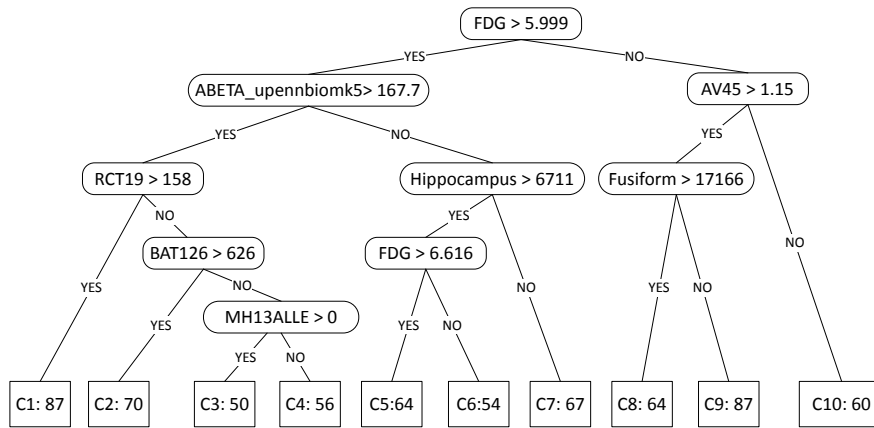 FDG > 5.999
YES
NO
ABETA_upennbiomk5> 167.7
AV45 > 1.15
YES
NO
YES
RCT19 > 158
Hippocampus > 6711
Fusiform > 17166
NO
YES
NO
BAT126 > 626
FDG > 6.616
YES
NO
NO
YES
NO
MH13ALLE > 0
YES
YES
NO
YES
NO
YES
NO
C1: 87
C2: 70
C3: 50
C4: 56
C5:64
C6:54
C7: 67
C8: 64
C9: 87
C10: 60